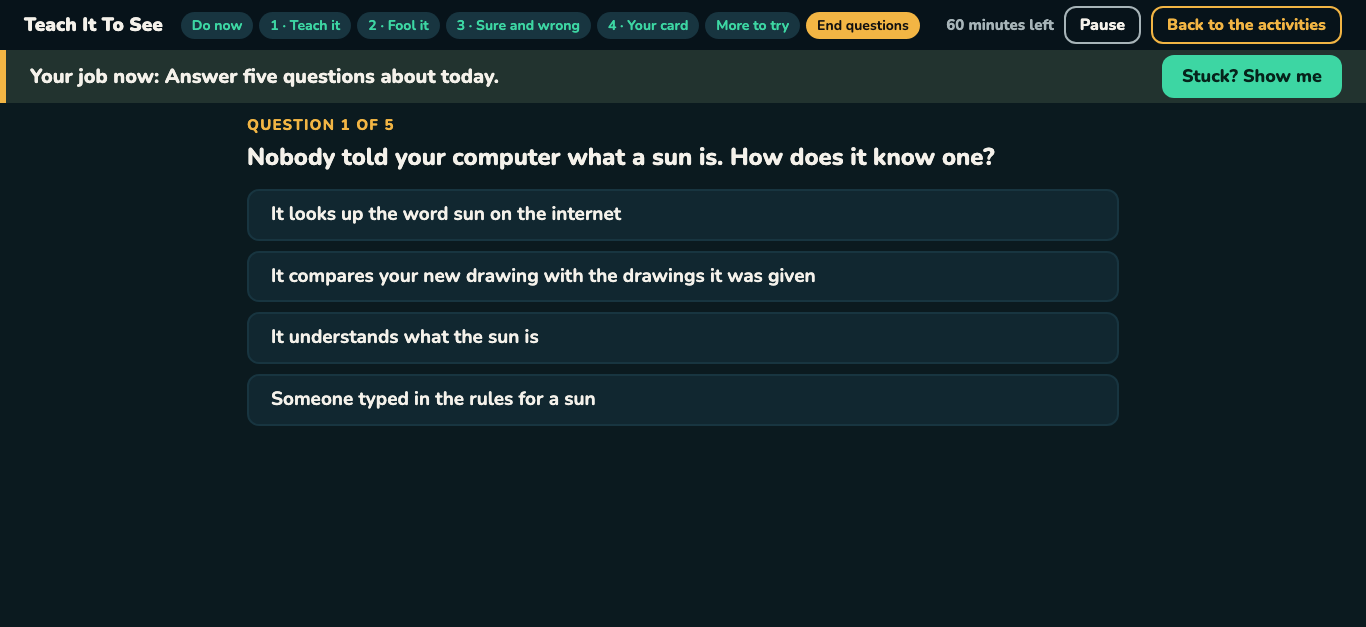 Teach It To See
Do now
1 · Teach it
2 · Fool it
3 · Sure and wrong
4 · Your card
More to try
End questions
60 minutes left
Pause
Back to the activities
Your job now: Answer five questions about today.
Stuck? Show me
QUESTION 1 OF 5
Nobody told your computer what a sun is. How does it know one?
It looks up the word sun on the internet
It compares your new drawing with the drawings it was given
It understands what the sun is
Someone typed in the rules for a sun